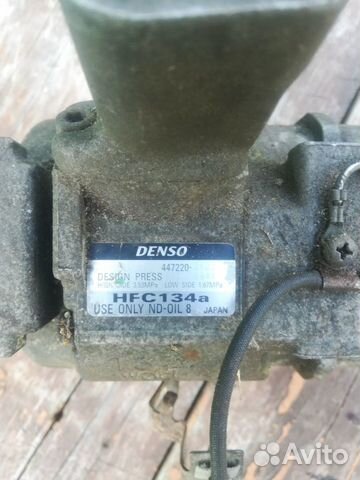 DENSO
447220-
DESIGN PRESS
HIGH SIDE 3.53MPa LOW SIDE 1.67MPa
HFC134a
USE ONLY ND-OIL 8 JAPAN
Avito